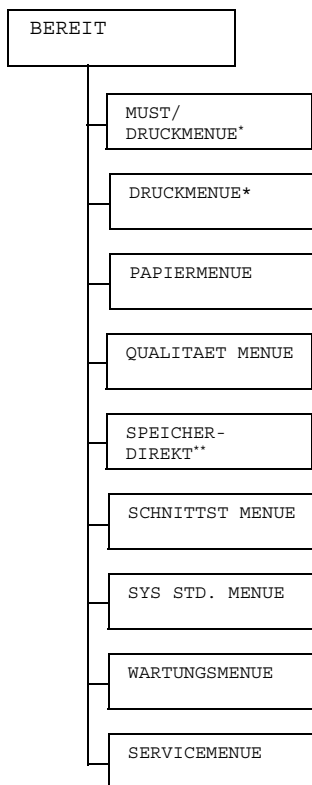 BEREIT
MUST/
DRUCKMENUE*
DRUCKMENUE*
PAPIERMENUE
QUALITAET MENUE
SPEICHER-
DIREKT**
SCHNITTST MENUE
SYS STD. MENUE
WARTUNGSMENUE
SERVICEMENUE